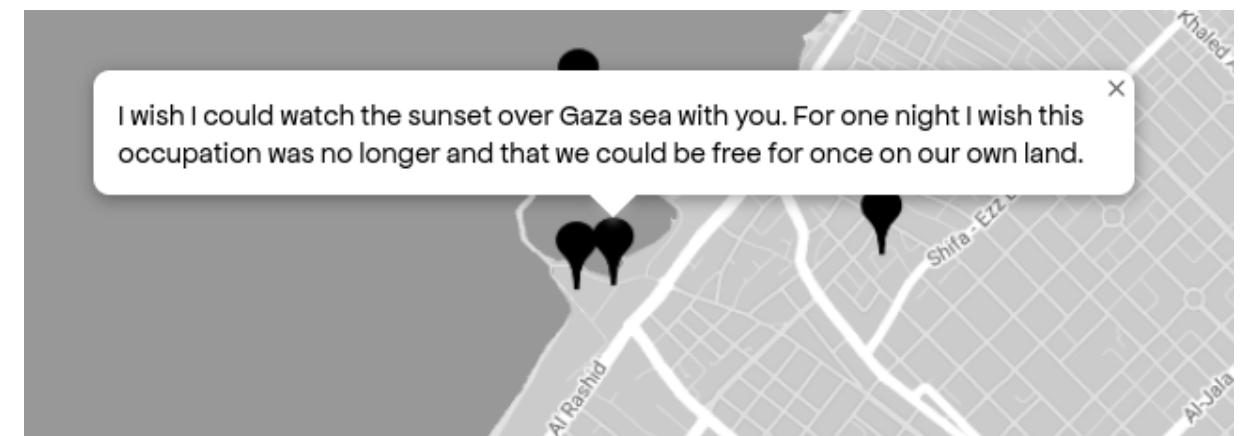 Khaled A
×
I wish I could watch the sunset over Gaza sea with you. For one night I wish this
occupation was no longer and that we could be free for once on our own land.
Shifa - Ezz
Al Rashid
Al-Jala